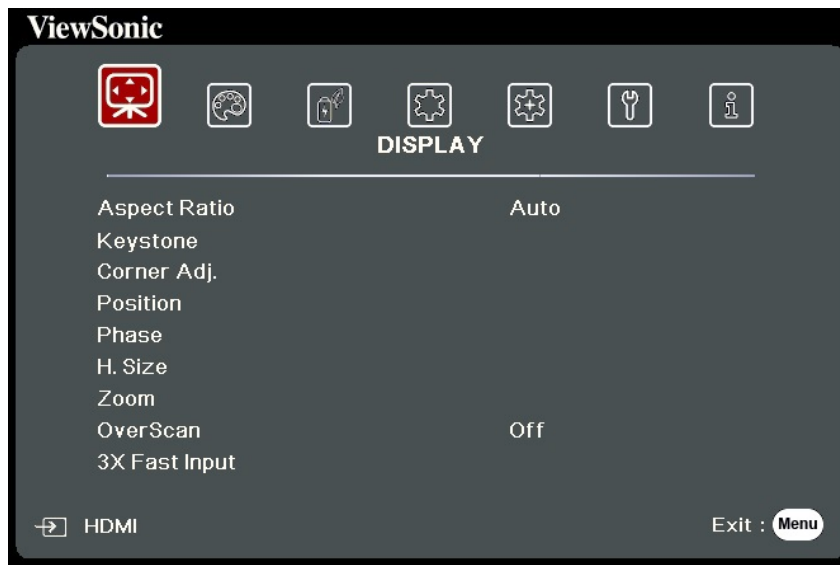 ViewSonic
DISPLAY
Aspect Ratio Auto
Keystone
Corner Adj.
Position
Phase
H. Size
Zoom
OverScan Off
3X Fast Input
HDMI Exit : Menu